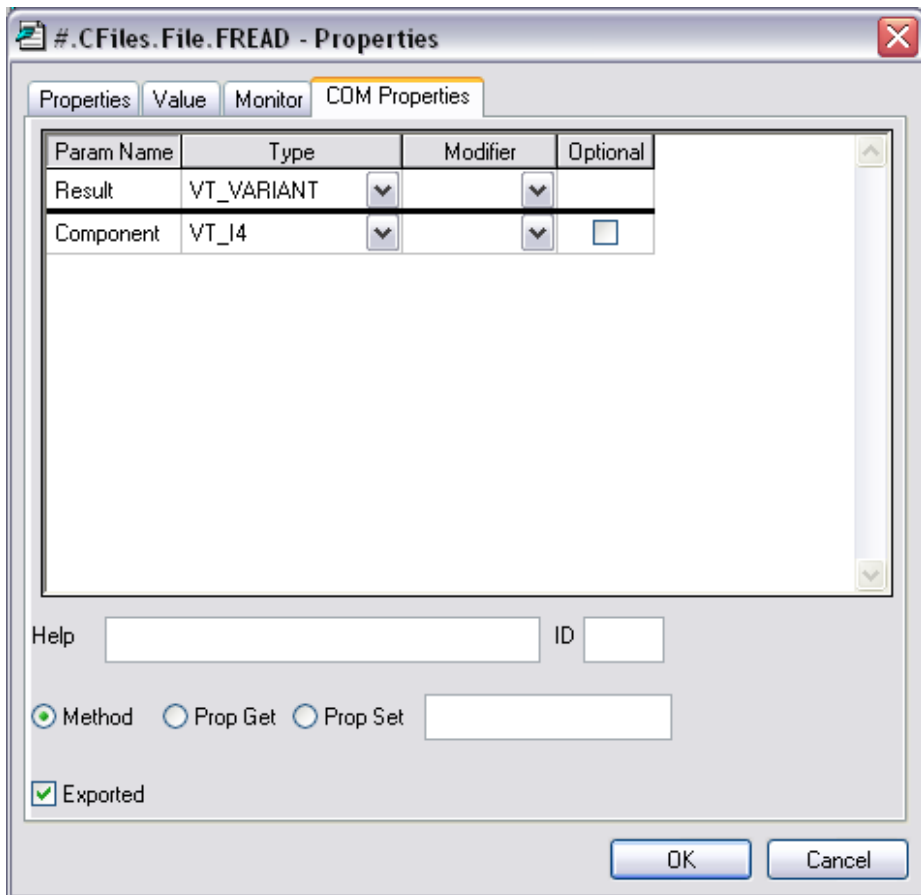 #.CFiles.File.FREAD - Properties
Properties Value Monitor COM Properties
Param Name Type Modifier Optional
Result VT_VARIANT
Component VT_I4
Help ID
Method Prop Get Prop Set
Exported
OK Cancel